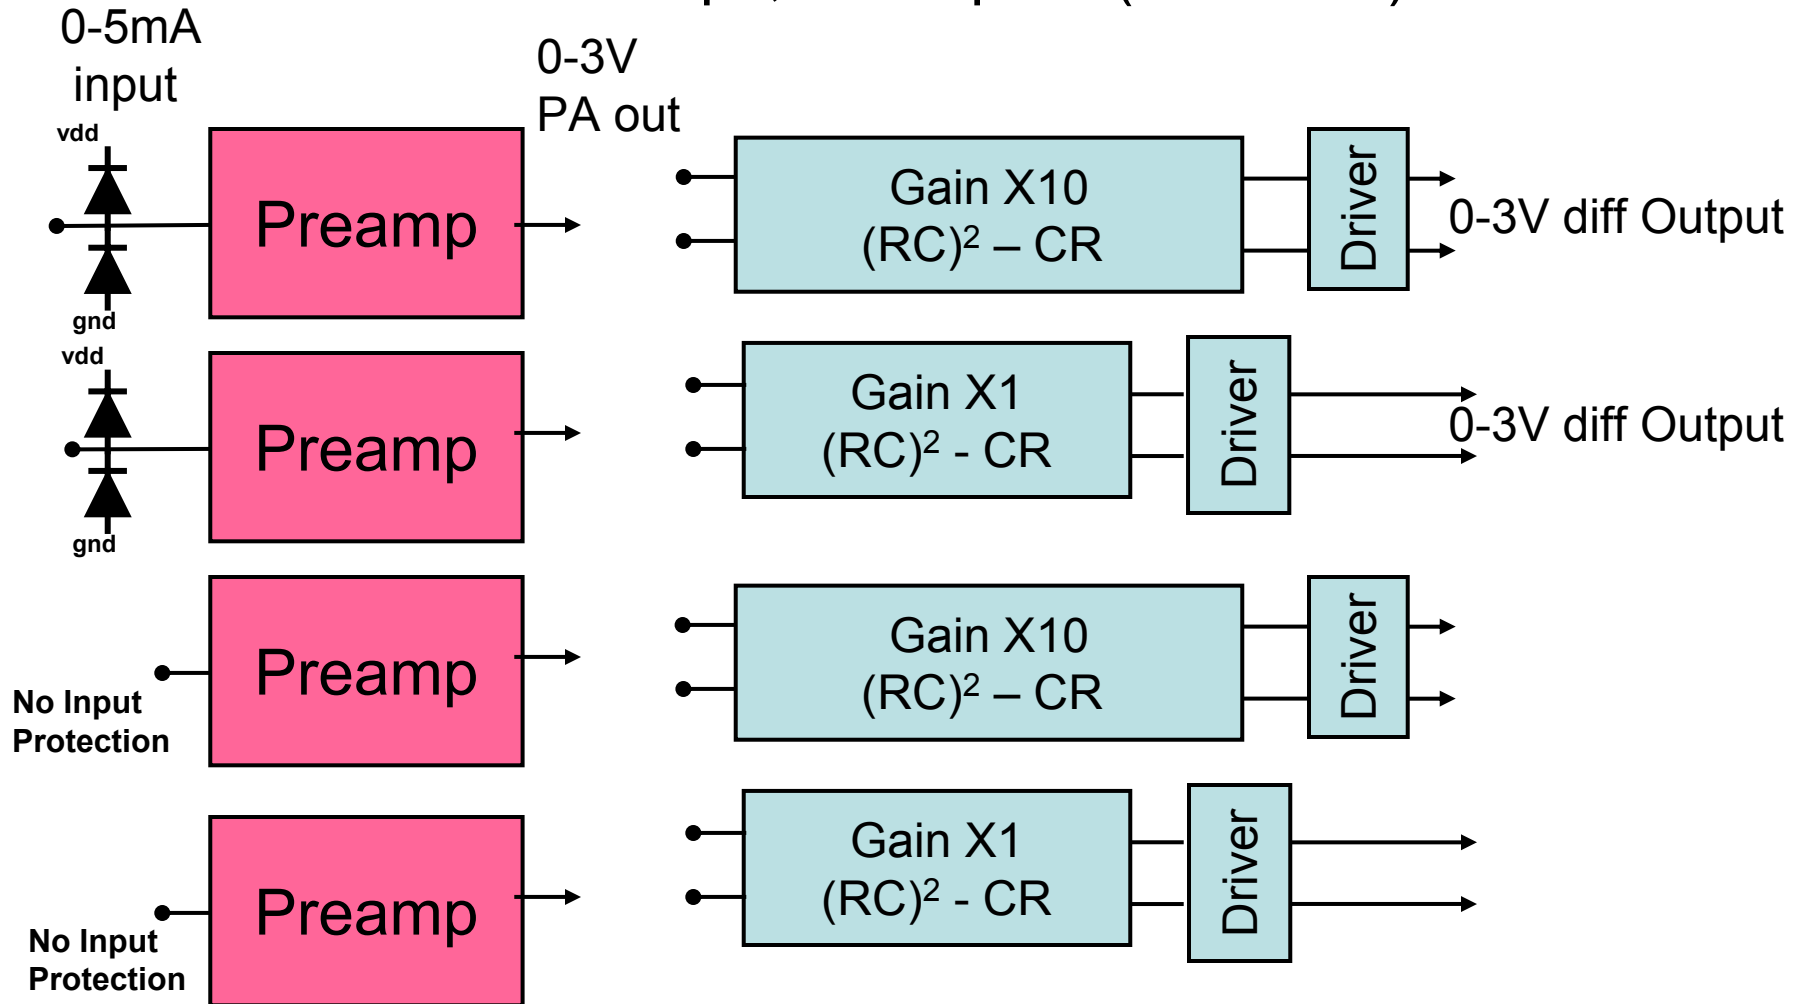 0-5mA
input
0-3V
PA out
vdd
gnd
Preamp
Gain X10
(RC)² – CR
Driver
0-3V diff Output
vdd
gnd
Preamp
Gain X1
(RC)² - CR
Driver
0-3V diff Output
No Input
Protection
Preamp
Gain X10
(RC)² – CR
Driver
No Input
Protection
Preamp
Gain X1
(RC)² - CR
Driver